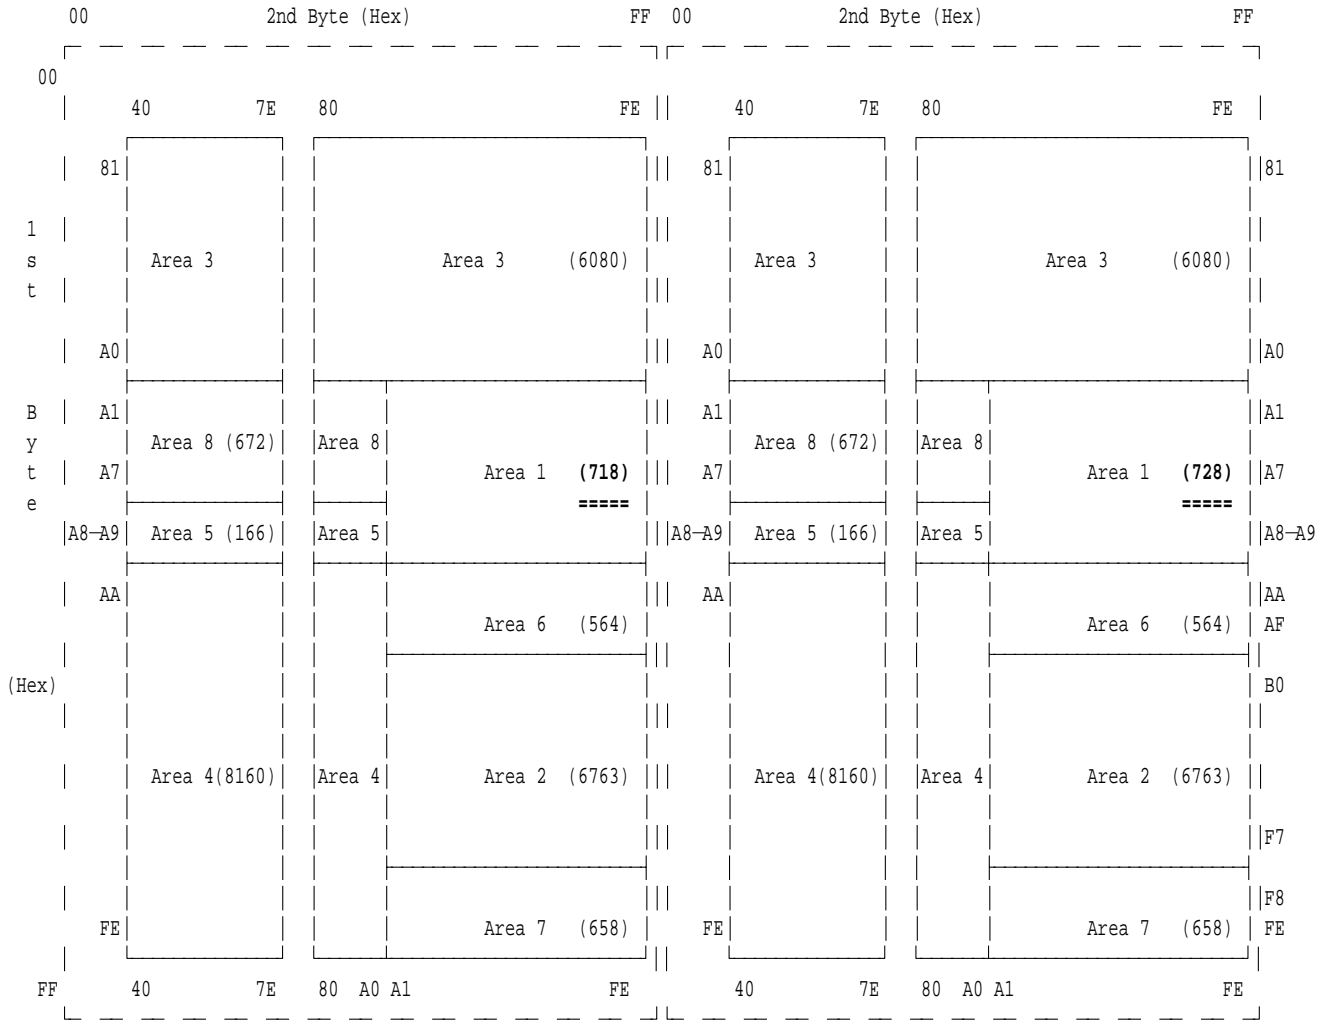 00 2nd Byte (Hex) FF 00 2nd Byte (Hex) FF
00
40 7E 80 FE 40 7E 80 FE
81 81 81
1
s Area 3 Area 3 (6080) Area 3 Area 3 (6080)
t
A0 A0 A0
B A1 A1 A1
y Area 8 (672) Area 8 Area 8 (672) Area 8
t A7 Area 1 (718) A7 Area 1 (728) A7
e ===== =====
A8—A9 Area 5 (166) Area 5 A8—A9 Area 5 (166) Area 5 A8—A9
AA AA AA
Area 6 (564) Area 6 (564) AF
(Hex) B0
Area 4(8160) Area 4 Area 2 (6763) Area 4(8160) Area 4 Area 2 (6763)
F7
F8
FE Area 7 (658) FE Area 7 (658) FE
FF 40 7E 80 A0 A1 FE 40 7E 80 A0 A1 FE